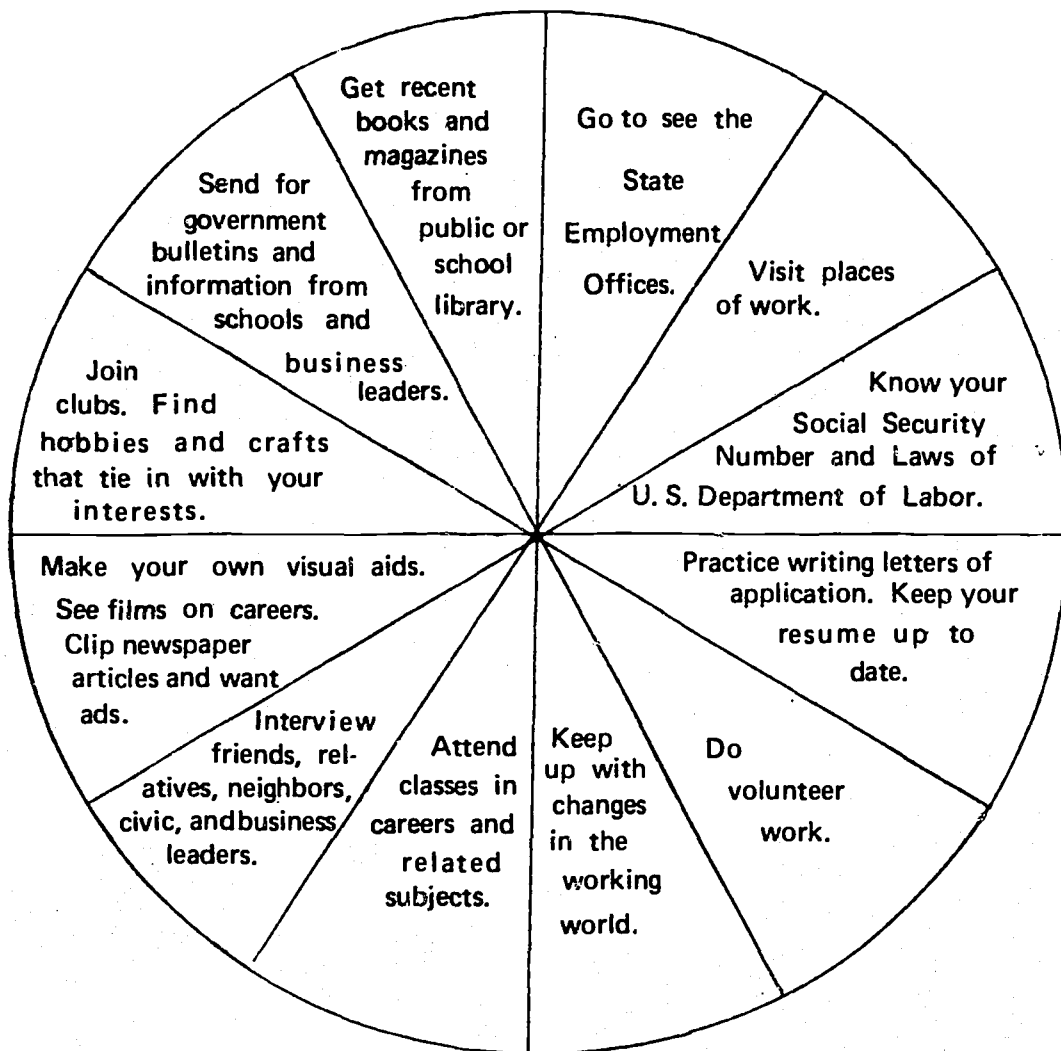 Get recent
books and
magazines
from
public or
school
library.
Go to see the
State
Employment
Offices.
Visit places
of work.
Know your
Social Security
Number and Laws of
U. S. Department of Labor.
Practice writing letters of
application. Keep your
resume up to
date.
Do
volunteer
work.
Keep
up with
changes
in the
working
world.
Attend
classes in
careers and
related
subjects.
Interview
friends, rel-
atives, neighbors,
civic, and business
leaders.
Make your own visual aids.
See films on careers.
Clip newspaper
articles and want
ads.
Join
clubs. Find
hobbies and crafts
that tie in with your
interests.
Send for
government
bulletins and
information from
schools and
business
leaders.